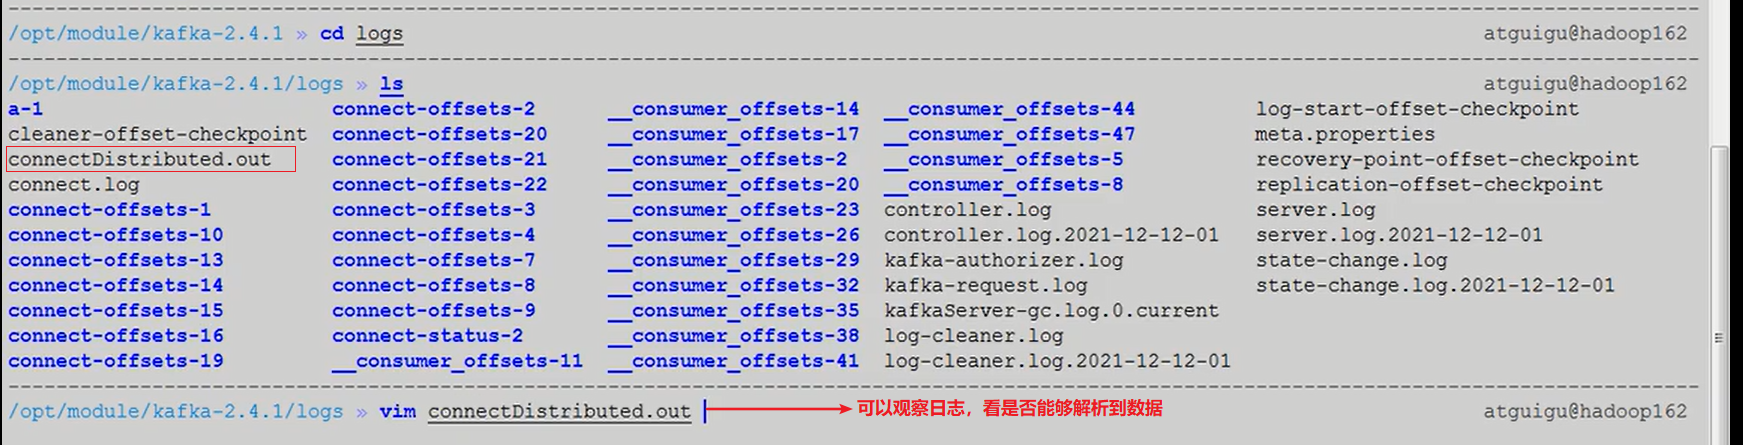 /opt/module/kafka-2.4.1 » cd logs atguigu@hadoop162
/opt/module/kafka-2.4.1/logs » ls atguigu@hadoop162
a-1 connect-offsets-2 __consumer_offsets-14 __consumer_offsets-44 log-start-offset-checkpoint
cleaner-offset-checkpoint connect-offsets-20 __consumer_offsets-17 __consumer_offsets-47 meta.properties
connectDistributed.out connect-offsets-21 __consumer_offsets-2 __consumer_offsets-5 recovery-point-offset-checkpoint
connect.log connect-offsets-22 __consumer_offsets-20 __consumer_offsets-8 replication-offset-checkpoint
connect-offsets-1 connect-offsets-3 __consumer_offsets-23 controller.log server.log
connect-offsets-10 connect-offsets-4 __consumer_offsets-26 controller.log.2021-12-12-01 server.log.2021-12-12-01
connect-offsets-13 connect-offsets-7 __consumer_offsets-29 kafka-authorizer.log state-change.log
connect-offsets-14 connect-offsets-8 __consumer_offsets-32 kafka-request.log state-change.log.2021-12-12-01
connect-offsets-15 connect-offsets-9 __consumer_offsets-35 kafkaServer-gc.log.0.current
connect-offsets-16 connect-status-2 __consumer_offsets-38 log-cleaner.log
connect-offsets-19 __consumer_offsets-11 __consumer_offsets-41 log-cleaner.log.2021-12-12-01
/opt/module/kafka-2.4.1/logs » vim connectDistributed.out 可以观察日志，看是否能够解析到数据 atguigu@hadoop162